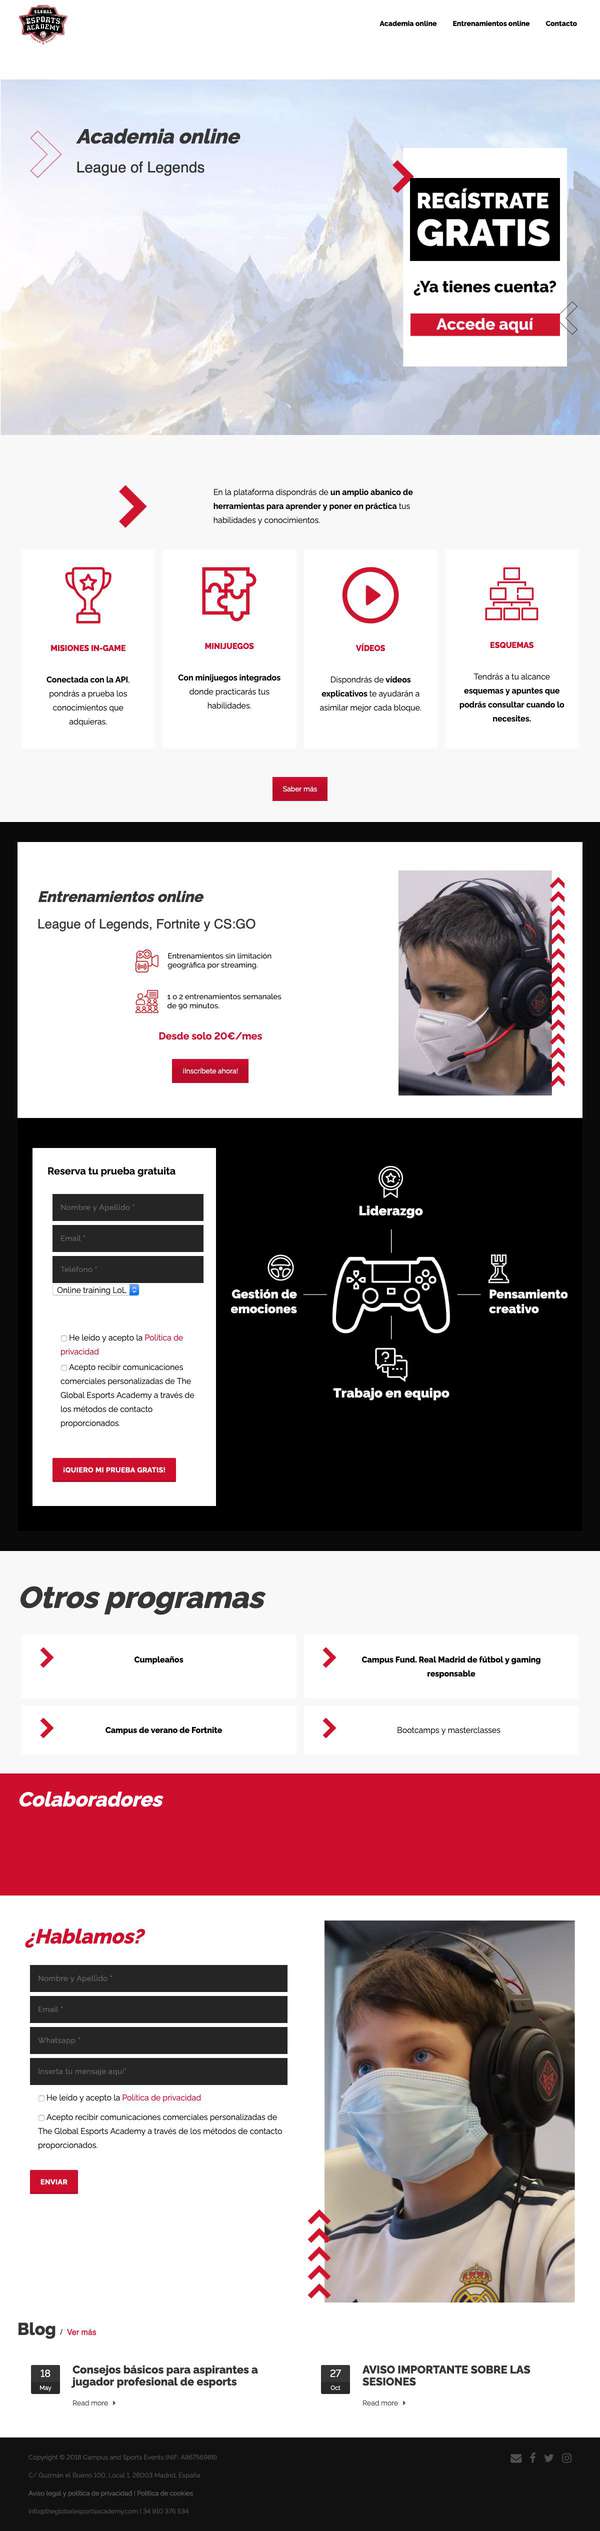 GLOBAL
ESPORTS
ACADEMY
Academia online
Entrenamientos online
Contacto
Academia online
League of Legends
REGÍSTRATE
GRATIS
¿Ya tienes cuenta?
Accede aquí
En la plataforma dispondrás de un amplio abanico de
herramientas para aprender y poner en práctica tus
habilidades y conocimientos.
MISIONES IN-GAME
Conectada con la API,
pondrás a prueba los
conocimientos que
adquieras.
MINIJUEGOS
Con minijuegos integrados
donde practicarás tus
habilidades.
VÍDEOS
Dispondrás de vídeos
explicativos te ayudarán a
asimilar mejor cada bloque.
ESQUEMAS
Tendrás a tu alcance
esquemas y apuntes que
podrás consultar cuando lo
necesites.
Saber más
Entrenamientos online
League of Legends, Fortnite y CS:GO
Entrenamientos sin limitación
geográfica por streaming.
1 o 2 entrenamientos semanales
de 90 minutos.
Desde solo 20€/mes
¡Inscríbete ahora!
Reserva tu prueba gratuita
Nombre y Apellido *
Email *
Teléfono *
Online training LoL
He leído y acepto la Política de
privacidad
Acepto recibir comunicaciones
comerciales personalizadas de The
Global Esports Academy a través de
los métodos de contacto
proporcionados.
¡QUIERO MI PRUEBA GRATIS!
Liderazgo
Gestión de
emociones
Pensamiento
creativo
Trabajo en equipo
Otros programas
Cumpleaños
Campus Fund. Real Madrid de fútbol y gaming
responsable
Campus de verano de Fortnite
Bootcamps y masterclasses
Colaboradores
¿Hablamos?
Nombre y Apellido *
Email *
Whatsapp *
Inserta tu mensaje aquí*
He leído y acepto la Política de privacidad
Acepto recibir comunicaciones comerciales personalizadas de
The Global Esports Academy a través de los métodos de contacto
proporcionados.
ENVIAR
Blog / Ver más
18
May
Consejos básicos para aspirantes a
jugador profesional de esports
Read more
27
Oct
AVISO IMPORTANTE SOBRE LAS
SESIONES
Read more
Copyright © 2018 Campus and Sports Events (NIF: A86756988)
C/ Guzmán el Bueno 100, Local 1, 28003 Madrid, España
Aviso legal y política de privacidad | Política de cookies
info@theglobalesportsacademy.com | 34 910 376 534